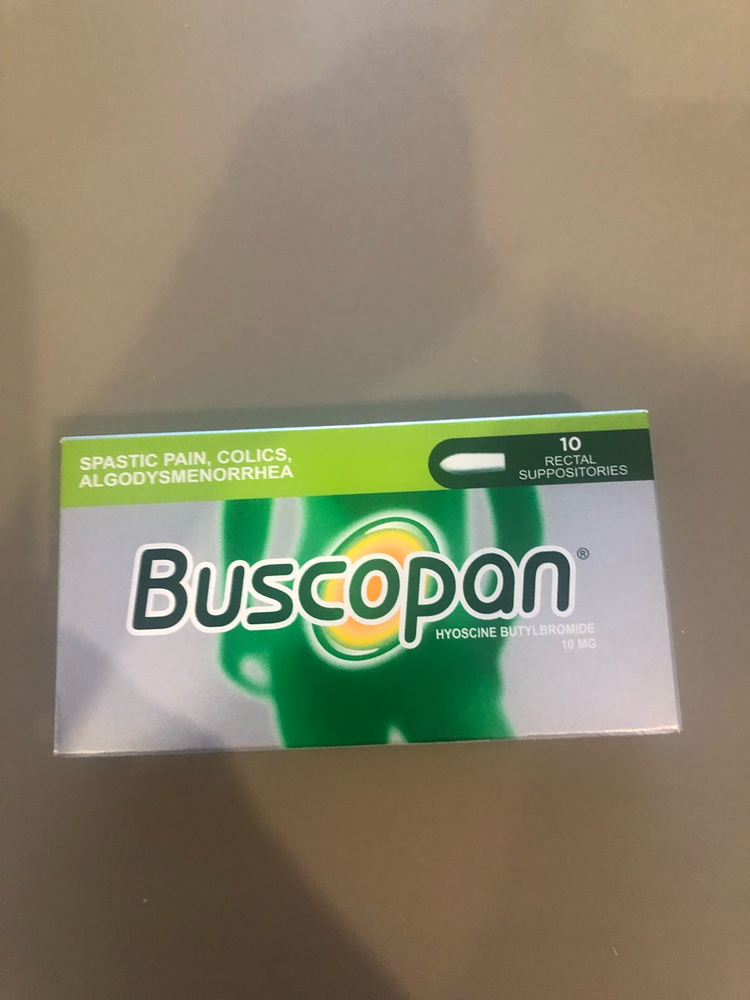 SPASTIC PAIN, COLICS,
ALGODYSMENORRHEA
10
RECTAL
SUPPOSITORIES
Buscopan®
HYOSCINE BUTYLBROMIDE
10 MG